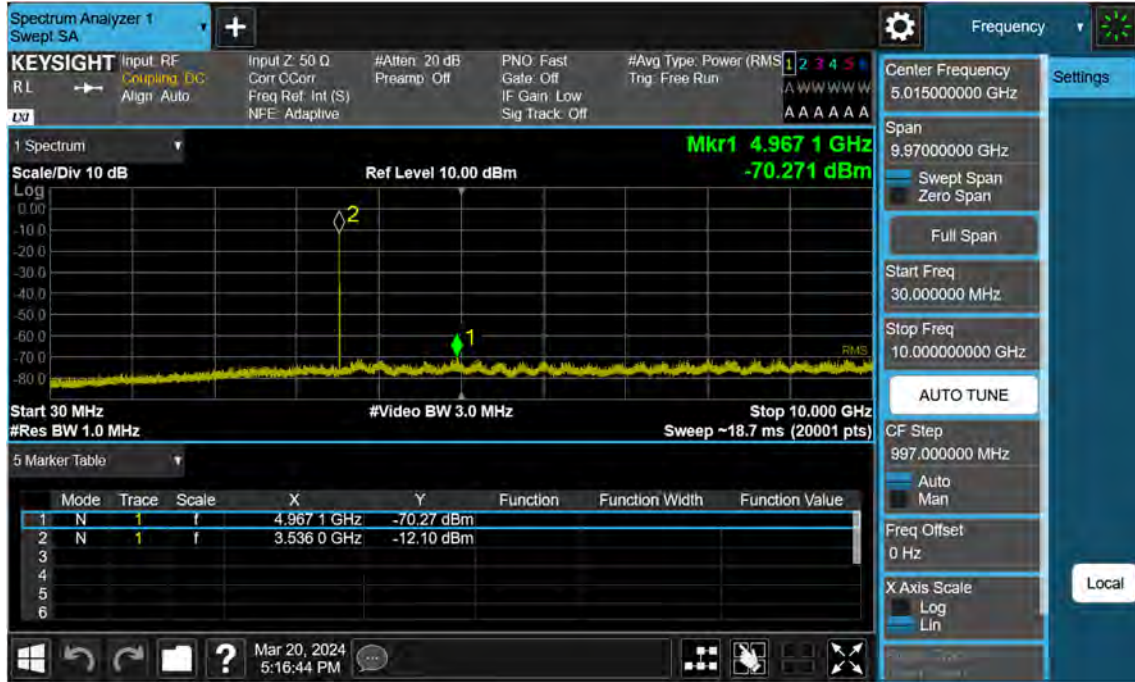 Spectrum Analyzer 1
Swept SA
+
Frequency
KEYSIGHT
Input: RF
Input Z: 50 Ω
#Atten: 20 dB
PNO: Fast
#Avg Type: Power (RMS
1 2 3 4 5 6
RL
Coupling: DC
Corr CCorr
Preamp: Off
Gate: Off
Trig: Free Run
A W W W W W
Align: Auto
Freq Ref: Int (S)
IF Gain: Low
LXI
NFE: Adaptive
Sig Track: Off
A A A A A A
1 Spectrum
Mkr1 4.967 1 GHz
Scale/Div 10 dB
Ref Level 10.00 dBm
-70.271 dBm
Log
0.00
-10.0
-20.0
-30.0
-40.0
-50.0
-60.0
-70.0
-80.0
2
1
RMS
Start 30 MHz
#Video BW 3.0 MHz
Stop 10.000 GHz
#Res BW 1.0 MHz
Sweep ~18.7 ms (20001 pts)
5 Marker Table
Mode Trace Scale X Y Function Function Width Function Value
1 N 1 f 4.967 1 GHz -70.27 dBm
2 N 1 f 3.536 0 GHz -12.10 dBm
3
4
5
6
?
Mar 20, 2024
5:16:44 PM
Center Frequency
5.015000000 GHz
Settings
Span
9.97000000 GHz
Swept Span
Zero Span
Full Span
Start Freq
30.000000 MHz
Stop Freq
10.000000000 GHz
AUTO TUNE
CF Step
997.000000 MHz
Auto
Man
Freq Offset
0 Hz
X Axis Scale
Log
Lin
Local